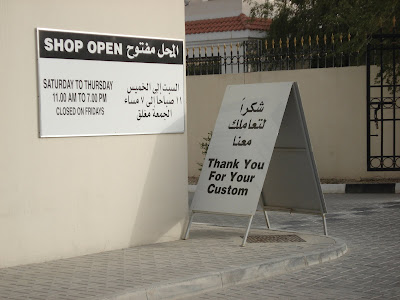 SHOP OPEN المحل مفتوح
SATURDAY TO THURSDAY
11.00 AM TO 7.00 PM
CLOSED ON FRIDAYS
السبت إلى الخميس
١١ صباحا إلى ٧ مساء
الجمعة مغلق
شكراً
لتعاملك
معنا
Thank You
For Your
Custom